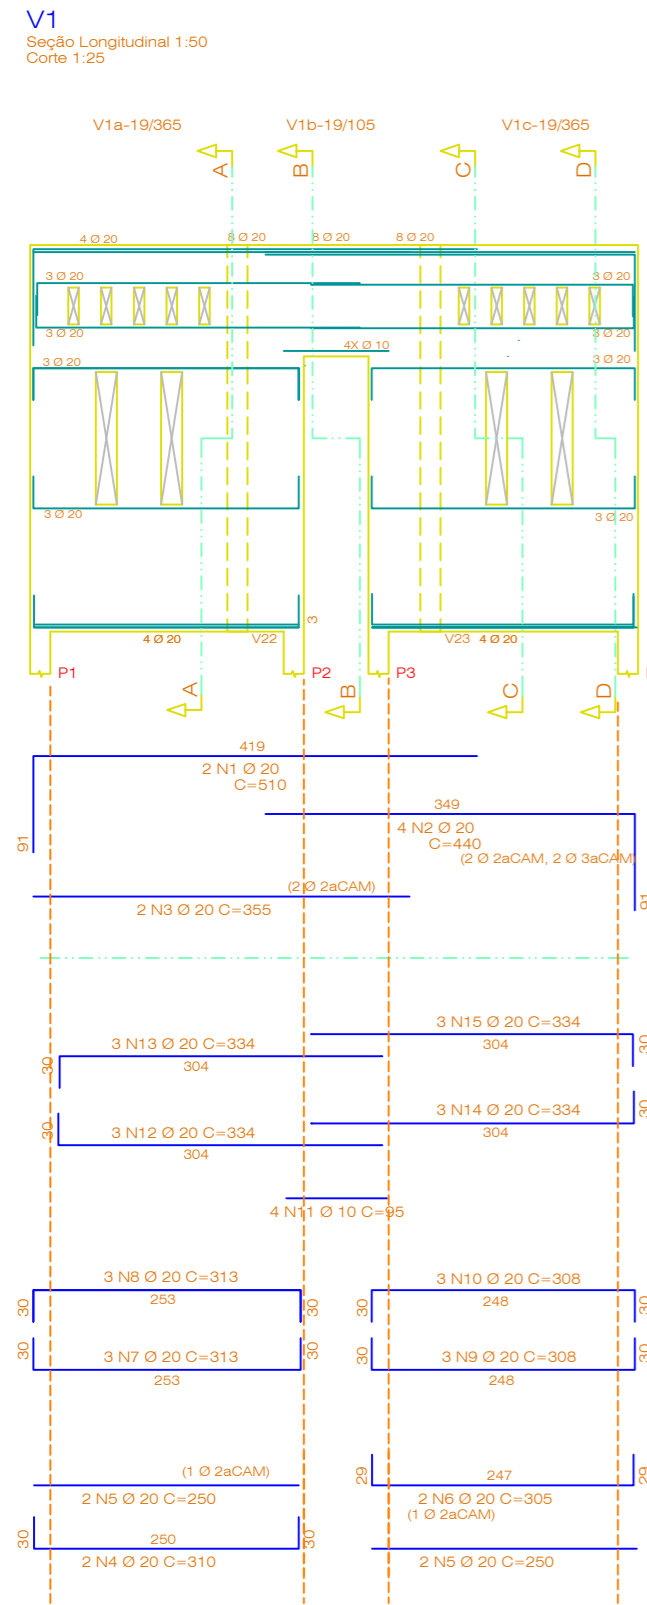 V1
Seção Longitudinal 1:50
Corte 1:25
V1a-19/365 V1b-19/105 V1c-19/365
A B C D
4 Ø 20 8 Ø 20 8 Ø 20 8 Ø 20
3 Ø 20 3 Ø 20
3 Ø 20 3 Ø 20
4X Ø 10
3 Ø 20 3 Ø 20
3 Ø 20 3 Ø 20
3
4 Ø 20 V22 V23 4 Ø 20
P1 P2 P3
A B C D
419
2 N1 Ø 20
C=510
91
349
4 N2 Ø 20
C=440
(2 Ø 2aCAM, 2 Ø 3aCAM)
91
(2 Ø 2aCAM)
2 N3 Ø 20 C=355
3 N15 Ø 20 C=334
304
30
3 N13 Ø 20 C=334
304
30
3 N14 Ø 20 C=334
304
30
3 N12 Ø 20 C=334
304
30
4 N11 Ø 10 C=95
3 N8 Ø 20 C=313
253
30 30
3 N10 Ø 20 C=308
248
30 30
3 N7 Ø 20 C=313
253
30 30
3 N9 Ø 20 C=308
248
30 30
(1 Ø 2aCAM)
2 N5 Ø 20 C=250
29 247 29
2 N6 Ø 20 C=305
(1 Ø 2aCAM)
30 250 30
2 N4 Ø 20 C=310
2 N5 Ø 20 C=250